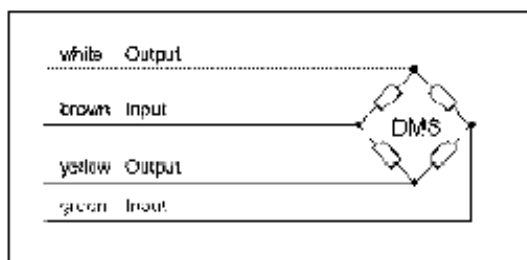 white Output
brown Input
DMS
yellow Output
green Input